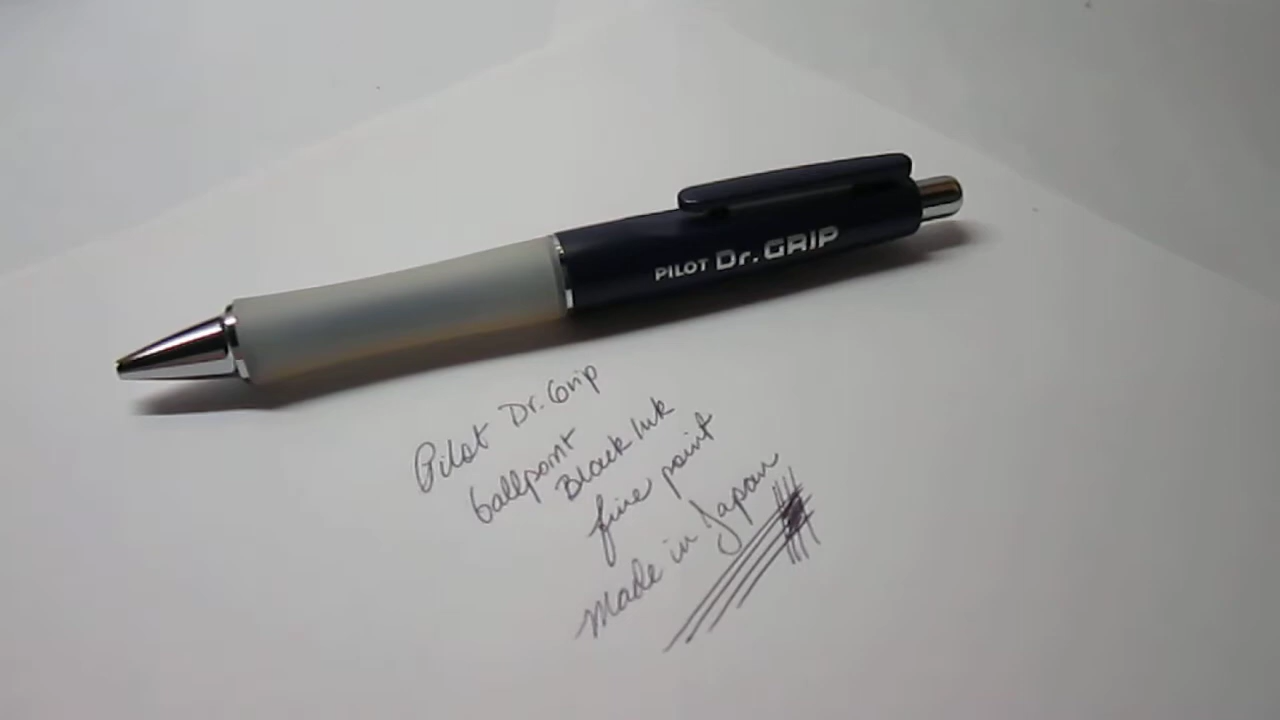 PILOT Dr. GRIP
Pilot Dr. Grip
ballpoint
Black Ink
fine point
Made in Japan